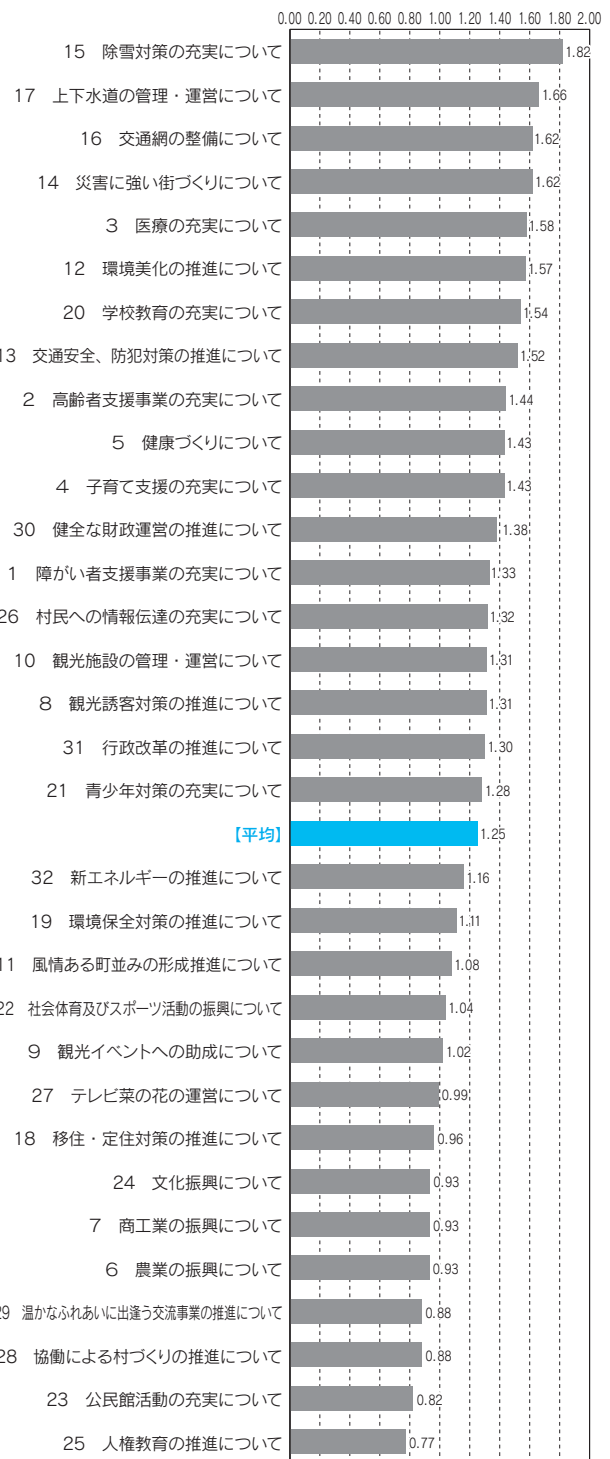 0.00 0.20 0.40 0.60 0.80 1.00 1.20 1.40 1.60 1.80 2.00
15 除雪対策の充実について 1.82
17 上下水道の管理・運営について 1.66
16 交通網の整備について 1.62
14 災害に強い街づくりについて 1.62
3 医療の充実について 1.58
12 環境美化の推進について 1.57
20 学校教育の充実について 1.54
13 交通安全、防犯対策の推進について 1.52
2 高齢者支援事業の充実について 1.44
5 健康づくりについて 1.43
4 子育て支援の充実について 1.43
30 健全な財政運営の推進について 1.38
1 障がい者支援事業の充実について 1.33
26 村民への情報伝達の充実について 1.32
10 観光施設の管理・運営について 1.31
8 観光誘客対策の推進について 1.31
31 行政改革の推進について 1.30
21 青少年対策の充実について 1.28
【平均】 1.25
32 新エネルギーの推進について 1.16
19 環境保全対策の推進について 1.11
11 風情ある町並みの形成推進について 1.08
22 社会体育及びスポーツ活動の振興について 1.04
9 観光イベントへの助成について 1.02
27 テレビ菜の花の運営について 0.99
18 移住・定住対策の推進について 0.96
24 文化振興について 0.93
7 商工業の振興について 0.93
6 農業の振興について 0.93
29 温かなふれあいに出逢う交流事業の推進について 0.88
28 協働による村づくりの推進について 0.88
23 公民館活動の充実について 0.82
25 人権教育の推進について 0.77